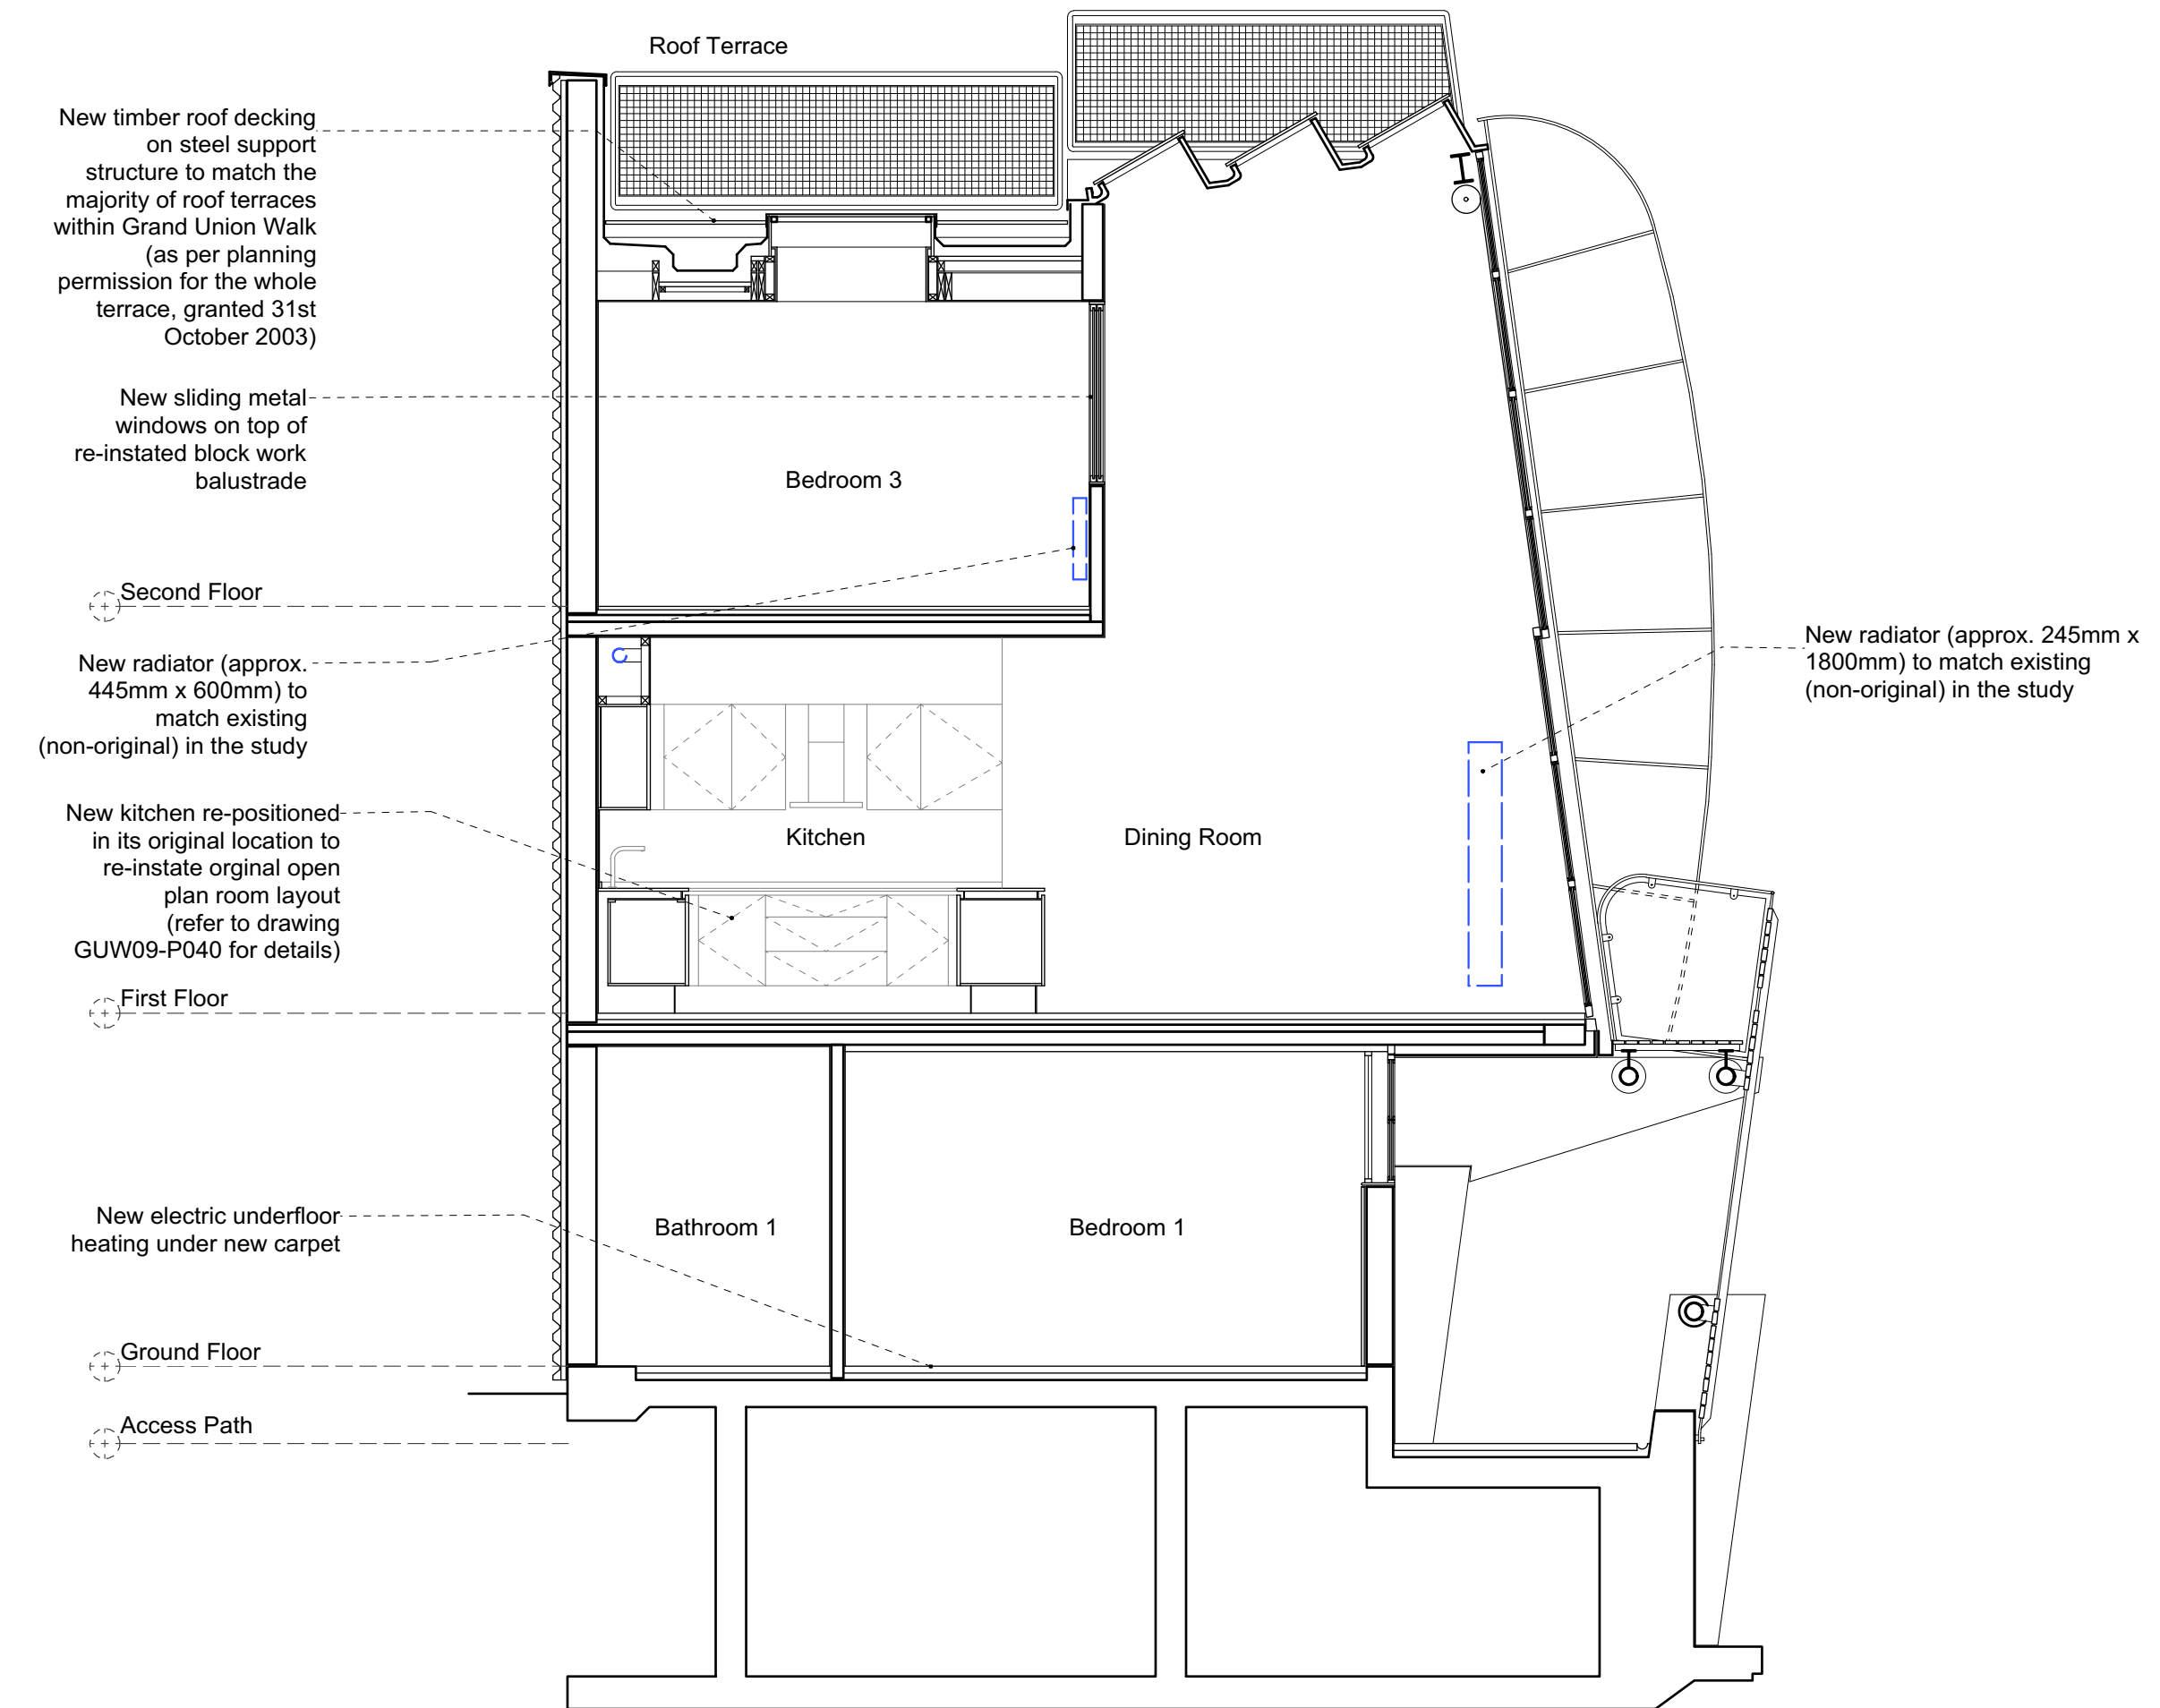 Roof Terrace
New timber roof decking
on steel support
structure to match the
majority of roof terraces
within Grand Union Walk
(as per planning
permission for the whole
terrace, granted 31st
October 2003)
New sliding metal
windows on top of
re-instated block work
balustrade
Bedroom 3
Second Floor
New radiator (approx.
445mm x 600mm) to
match existing
(non-original) in the study
New radiator (approx. 245mm x
1800mm) to match existing
(non-original) in the study
New kitchen re-positioned
in its original location to
re-instate orginal open
plan room layout
(refer to drawing
GUW09-P040 for details)
Kitchen
Dining Room
First Floor
New electric underfloor
heating under new carpet
Bathroom 1
Bedroom 1
Ground Floor
Access Path